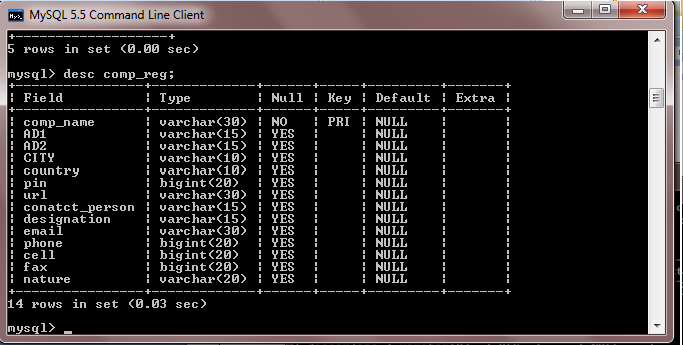 MySQL 5.5 Command Line Client
+--------------------+
5 rows in set (0.00 sec)
mysql> desc comp_reg;
+----------------+-------------+------+-----+---------+-------+
¦ Field          ¦ Type        ¦ Null ¦ Key ¦ Default ¦ Extra ¦
+----------------+-------------+------+-----+---------+-------+
¦ comp_name      ¦ varchar(30) ¦ NO   ¦ PRI ¦ NULL    ¦       ¦
¦ AD1            ¦ varchar(15) ¦ YES  ¦     ¦ NULL    ¦       ¦
¦ AD2            ¦ varchar(15) ¦ YES  ¦     ¦ NULL    ¦       ¦
¦ CITY           ¦ varchar(10) ¦ YES  ¦     ¦ NULL    ¦       ¦
¦ country        ¦ varchar(10) ¦ YES  ¦     ¦ NULL    ¦       ¦
¦ pin            ¦ bigint(20)  ¦ YES  ¦     ¦ NULL    ¦       ¦
¦ url            ¦ varchar(30) ¦ YES  ¦     ¦ NULL    ¦       ¦
¦ conatct_person ¦ varchar(15) ¦ YES  ¦     ¦ NULL    ¦       ¦
¦ designation    ¦ varchar(15) ¦ YES  ¦     ¦ NULL    ¦       ¦
¦ email          ¦ varchar(30) ¦ YES  ¦     ¦ NULL    ¦       ¦
¦ phone          ¦ bigint(20)  ¦ YES  ¦     ¦ NULL    ¦       ¦
¦ cell           ¦ bigint(20)  ¦ YES  ¦     ¦ NULL    ¦       ¦
¦ fax            ¦ bigint(20)  ¦ YES  ¦     ¦ NULL    ¦       ¦
¦ nature         ¦ varchar(20) ¦ YES  ¦     ¦ NULL    ¦       ¦
+----------------+-------------+------+-----+---------+-------+
14 rows in set (0.03 sec)
mysql> _